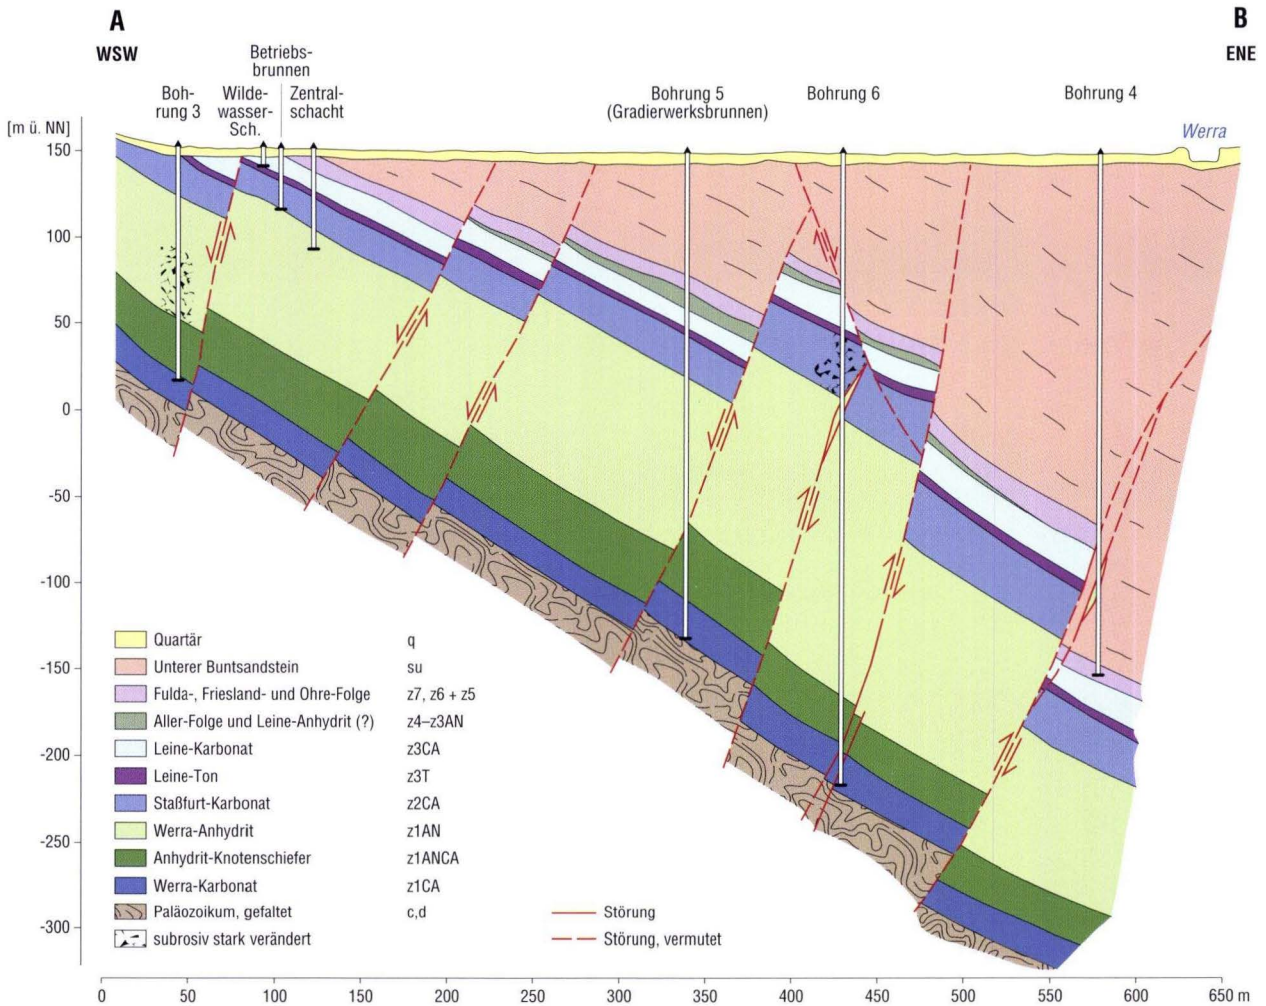 A
B
WSW
ENE
Betriebs-
brunnen
Boh-
rung 3
Wilde-
wasser-
Sch.
Zentral-
schacht
Bohrung 5
(Gradierwerksbrunnen)
Bohrung 6
Bohrung 4
[m ü. NN]
Werra
150
100
50
0
-50
-100
-150
-200
-250
-300
Quartär q
Unterer Buntsandstein su
Fulda-, Friesland- und Ohre-Folge z7, z6 + z5
Aller-Folge und Leine-Anhydrit (?) z4–z3AN
Leine-Karbonat z3CA
Leine-Ton z3T
Staßfurt-Karbonat z2CA
Werra-Anhydrit z1AN
Anhydrit-Knotenschiefer z1ANCA
Werra-Karbonat z1CA
Paläozoikum, gefaltet c,d
subrosiv stark verändert
Störung
Störung, vermutet
0 50 100 150 200 250 300 350 400 450 500 550 600 650 m